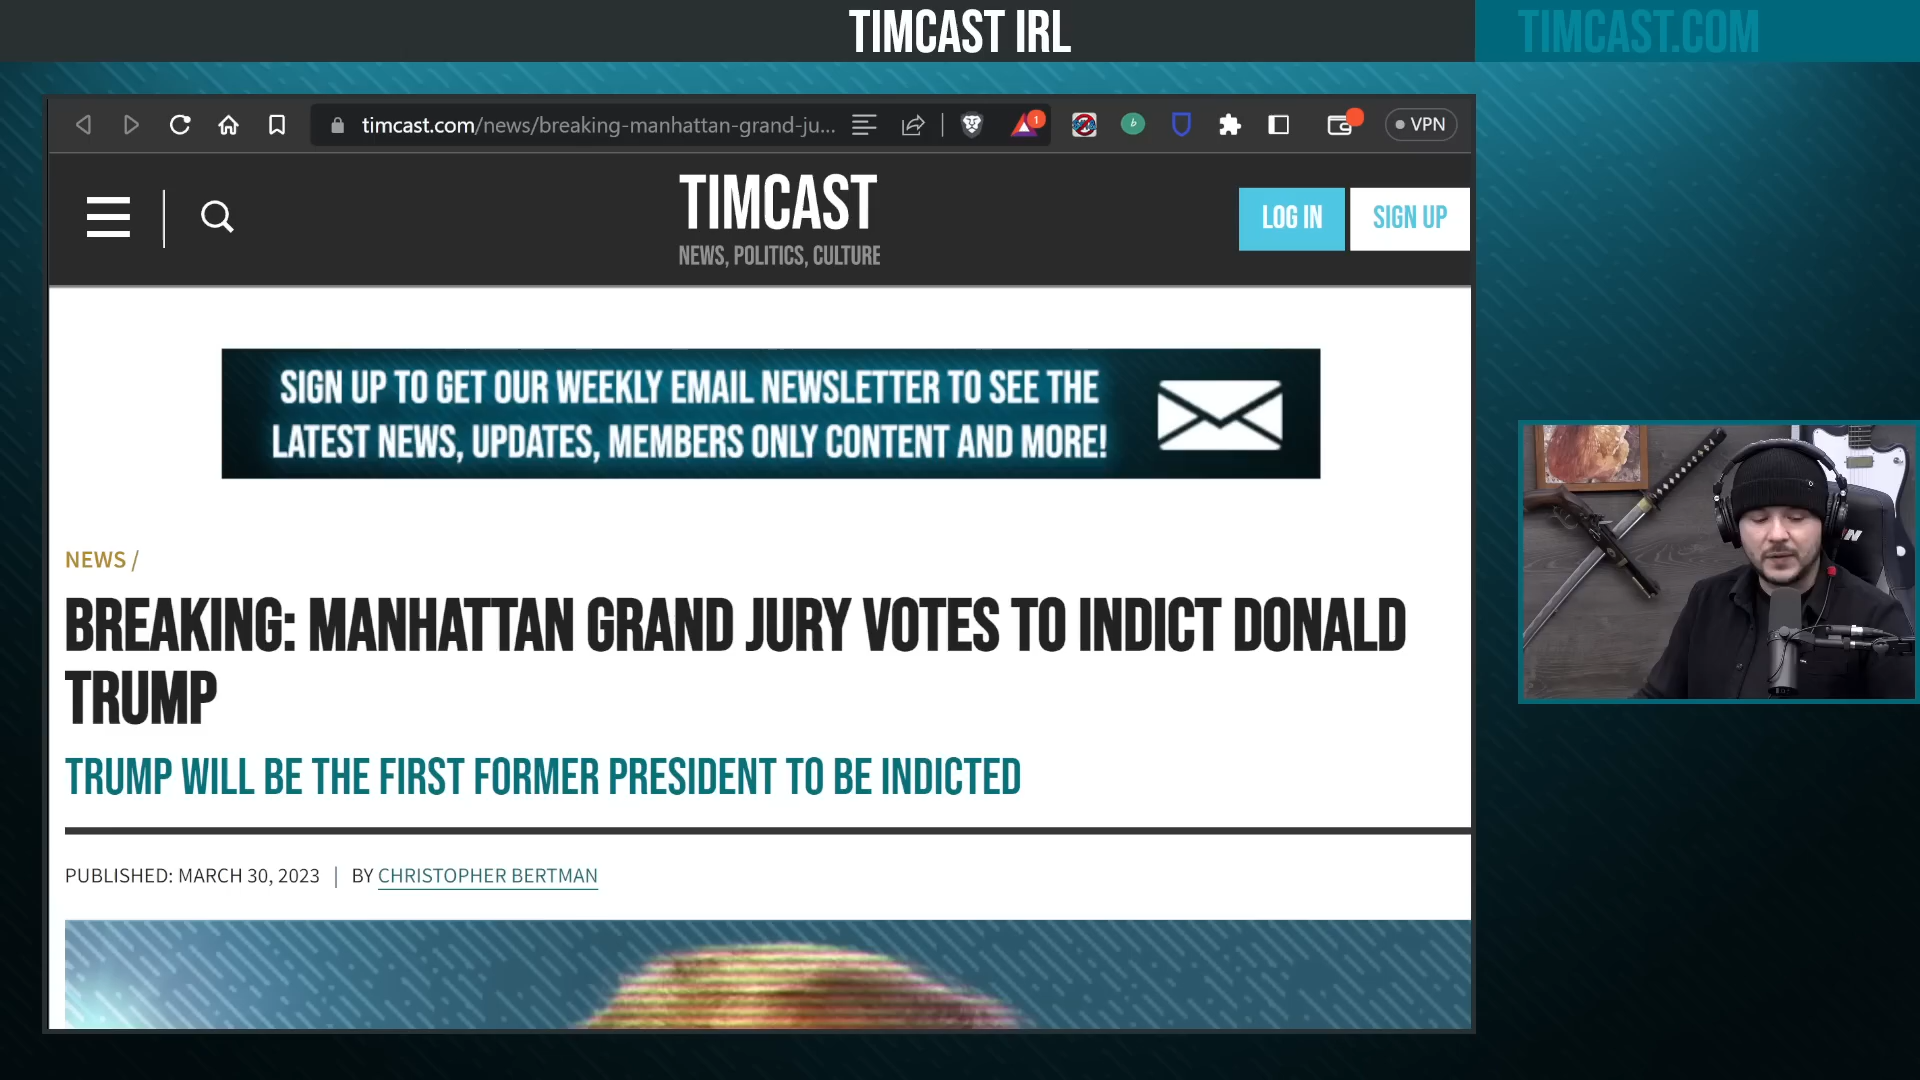 TIMCAST IRL
TIMCAST.COM
timcast.com/news/breaking-manhattan-grand-ju...
1
b
VPN
TIMCAST
NEWS, POLITICS, CULTURE
LOG IN
SIGN UP
SIGN UP TO GET OUR WEEKLY EMAIL NEWSLETTER TO SEE THE
LATEST NEWS, UPDATES, MEMBERS ONLY CONTENT AND MORE!
NEWS /
BREAKING: MANHATTAN GRAND JURY VOTES TO INDICT DONALD
TRUMP
TRUMP WILL BE THE FIRST FORMER PRESIDENT TO BE INDICTED
PUBLISHED: MARCH 30, 2023 | BY CHRISTOPHER BERTMAN